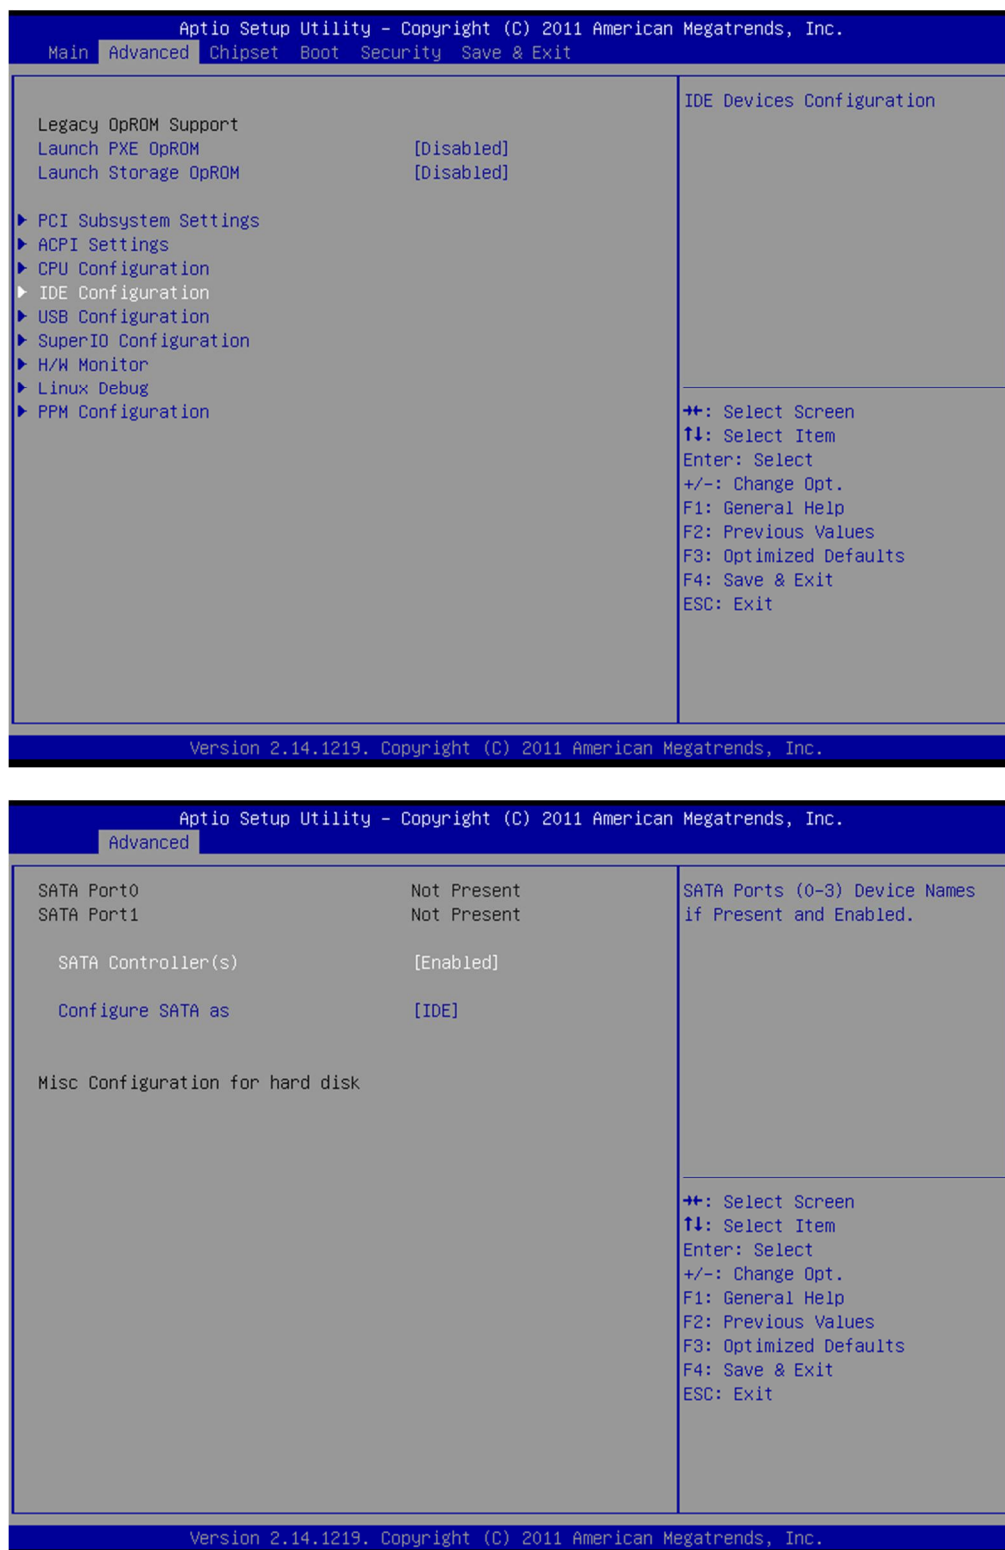 Aptio Setup Utility – Copyright (C) 2011 American Megatrends, Inc.
Main Advanced Chipset Boot Security Save & Exit
Legacy OpROM Support
Launch PXE OpROM [Disabled]
Launch Storage OpROM [Disabled]
▶ PCI Subsystem Settings
▶ ACPI Settings
▶ CPU Configuration
▶ IDE Configuration
▶ USB Configuration
▶ SuperIO Configuration
▶ H/W Monitor
▶ Linux Debug
▶ PPM Configuration
IDE Devices Configuration
→←: Select Screen
↑↓: Select Item
Enter: Select
+/-: Change Opt.
F1: General Help
F2: Previous Values
F3: Optimized Defaults
F4: Save & Exit
ESC: Exit
Version 2.14.1219. Copyright (C) 2011 American Megatrends, Inc.
Aptio Setup Utility – Copyright (C) 2011 American Megatrends, Inc.
Advanced
SATA Port0 Not Present
SATA Port1 Not Present
SATA Controller(s) [Enabled]
Configure SATA as [IDE]
Misc Configuration for hard disk
SATA Ports (0-3) Device Names
if Present and Enabled.
→←: Select Screen
↑↓: Select Item
Enter: Select
+/-: Change Opt.
F1: General Help
F2: Previous Values
F3: Optimized Defaults
F4: Save & Exit
ESC: Exit
Version 2.14.1219. Copyright (C) 2011 American Megatrends, Inc.